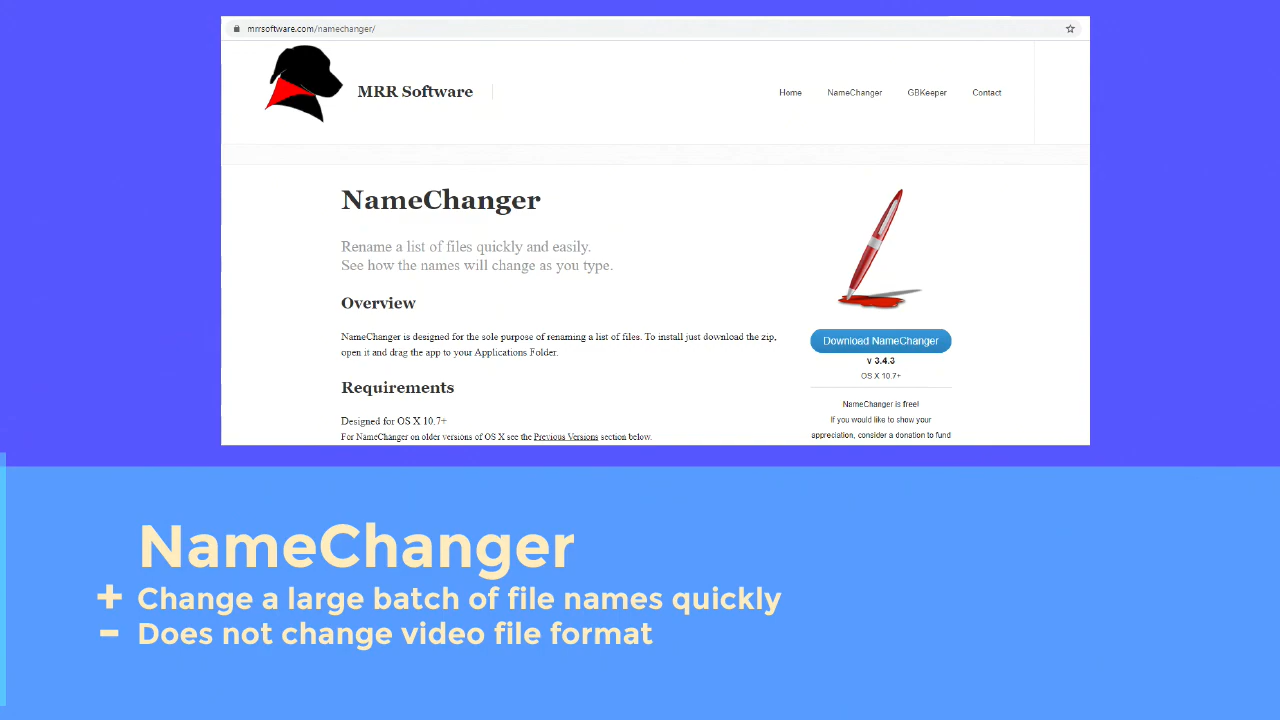 mrrsoftware.com/namechanger/
MRR Software
Home NameChanger GBKeeper Contact
NameChanger
Rename a list of files quickly and easily.
See how the names will change as you type.
Overview
NameChanger is designed for the sole purpose of renaming a list of files. To install just download the zip,
open it and drag the app to your Applications Folder.
Requirements
Designed for OS X 10.7+
For NameChanger on older versions of OS X see the Previous Versions section below.
Download NameChanger
v 3.4.3
OS X 10.7+
NameChanger is free!
If you would like to show your
appreciation, consider a donation to fund
NameChanger
+ Change a large batch of file names quickly
- Does not change video file format